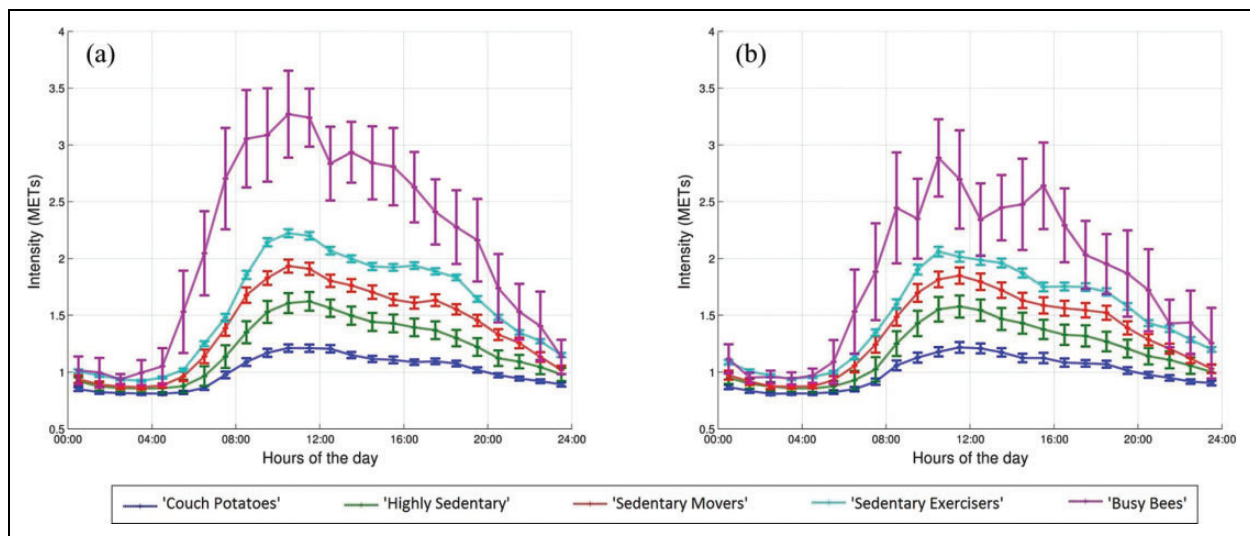 (a)
Intensity (METs)
4
3.5
3
2.5
2
1.5
1
0.5
00:00 04:00 08:00 12:00 16:00 20:00 24:00
Hours of the day
(b)
Intensity (METs)
4
3.5
3
2.5
2
1.5
1
0.5
00:00 04:00 08:00 12:00 16:00 20:00 24:00
Hours of the day
'Couch Potatoes' 'Highly Sedentary' 'Sedentary Movers' 'Sedentary Exercisers' 'Busy Bees'